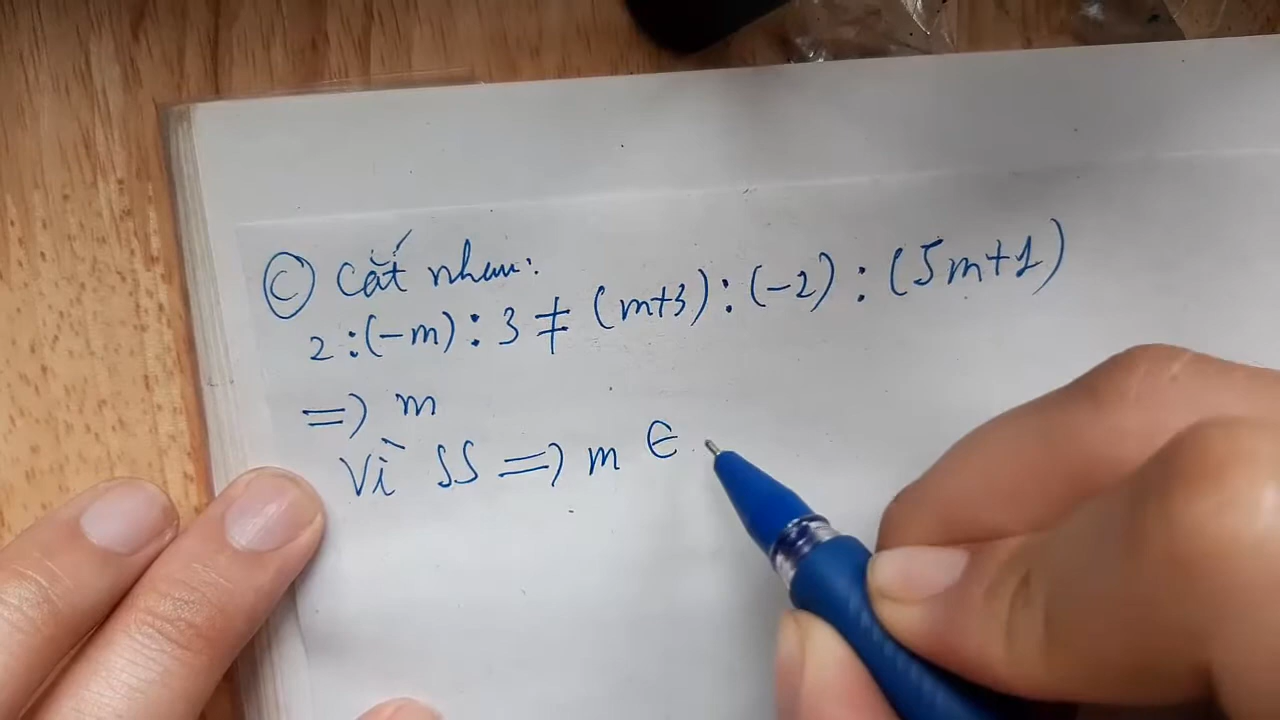 Ⓒ Cắt nhau:
2 : (-m) : 3 ≠ (m+3) : (-2) : (5m+1)
=> m
Vì SS => m ∈